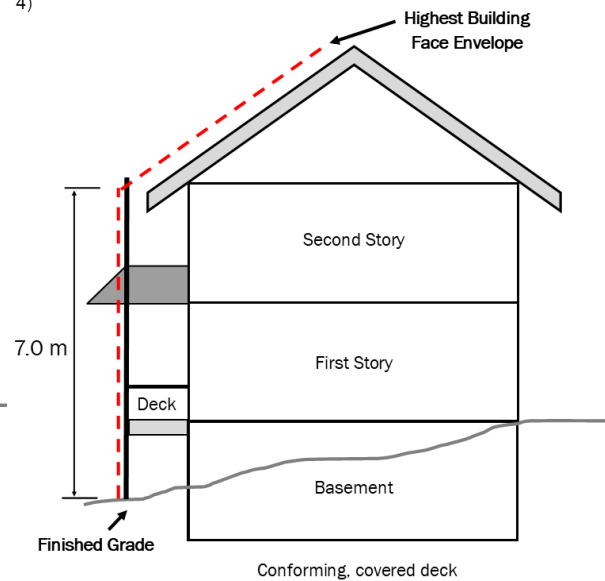 4)
Highest Building
Face Envelope
Second Story
7.0 m
First Story
Deck
Basement
Finished Grade
Conforming, covered deck